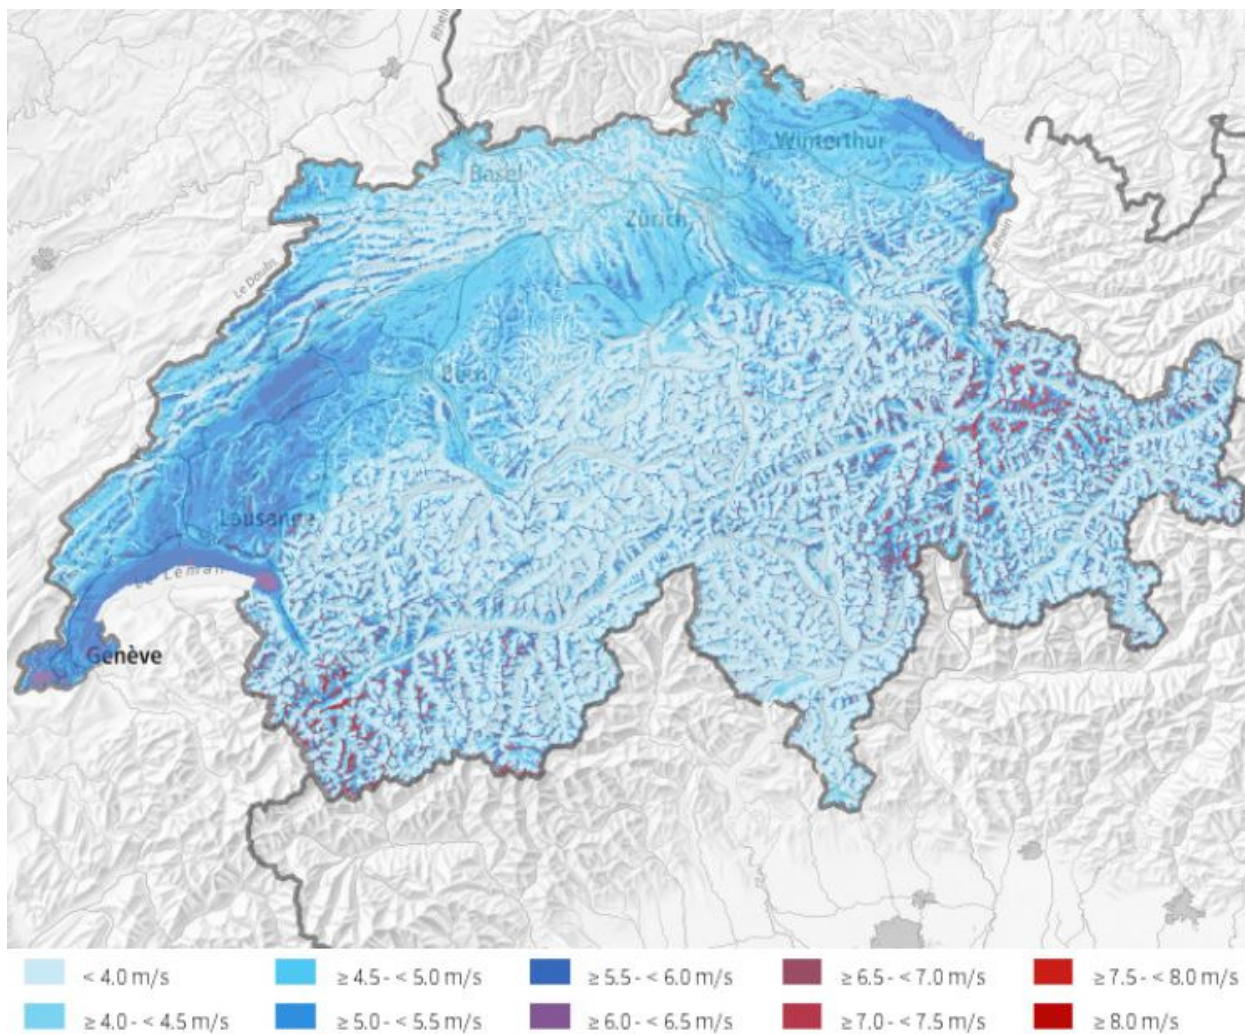 Winterthur
Basel
Zürich
Rhein
Le Doubs
Bern
Lausanne
Le Léman
Genève
< 4.0 m/s
≥ 4.5 - < 5.0 m/s
≥ 5.5 - < 6.0 m/s
≥ 6.5 - < 7.0 m/s
≥ 7.5 - < 8.0 m/s
≥ 4.0 - < 4.5 m/s
≥ 5.0 - < 5.5 m/s
≥ 6.0 - < 6.5 m/s
≥ 7.0 - < 7.5 m/s
≥ 8.0 m/s